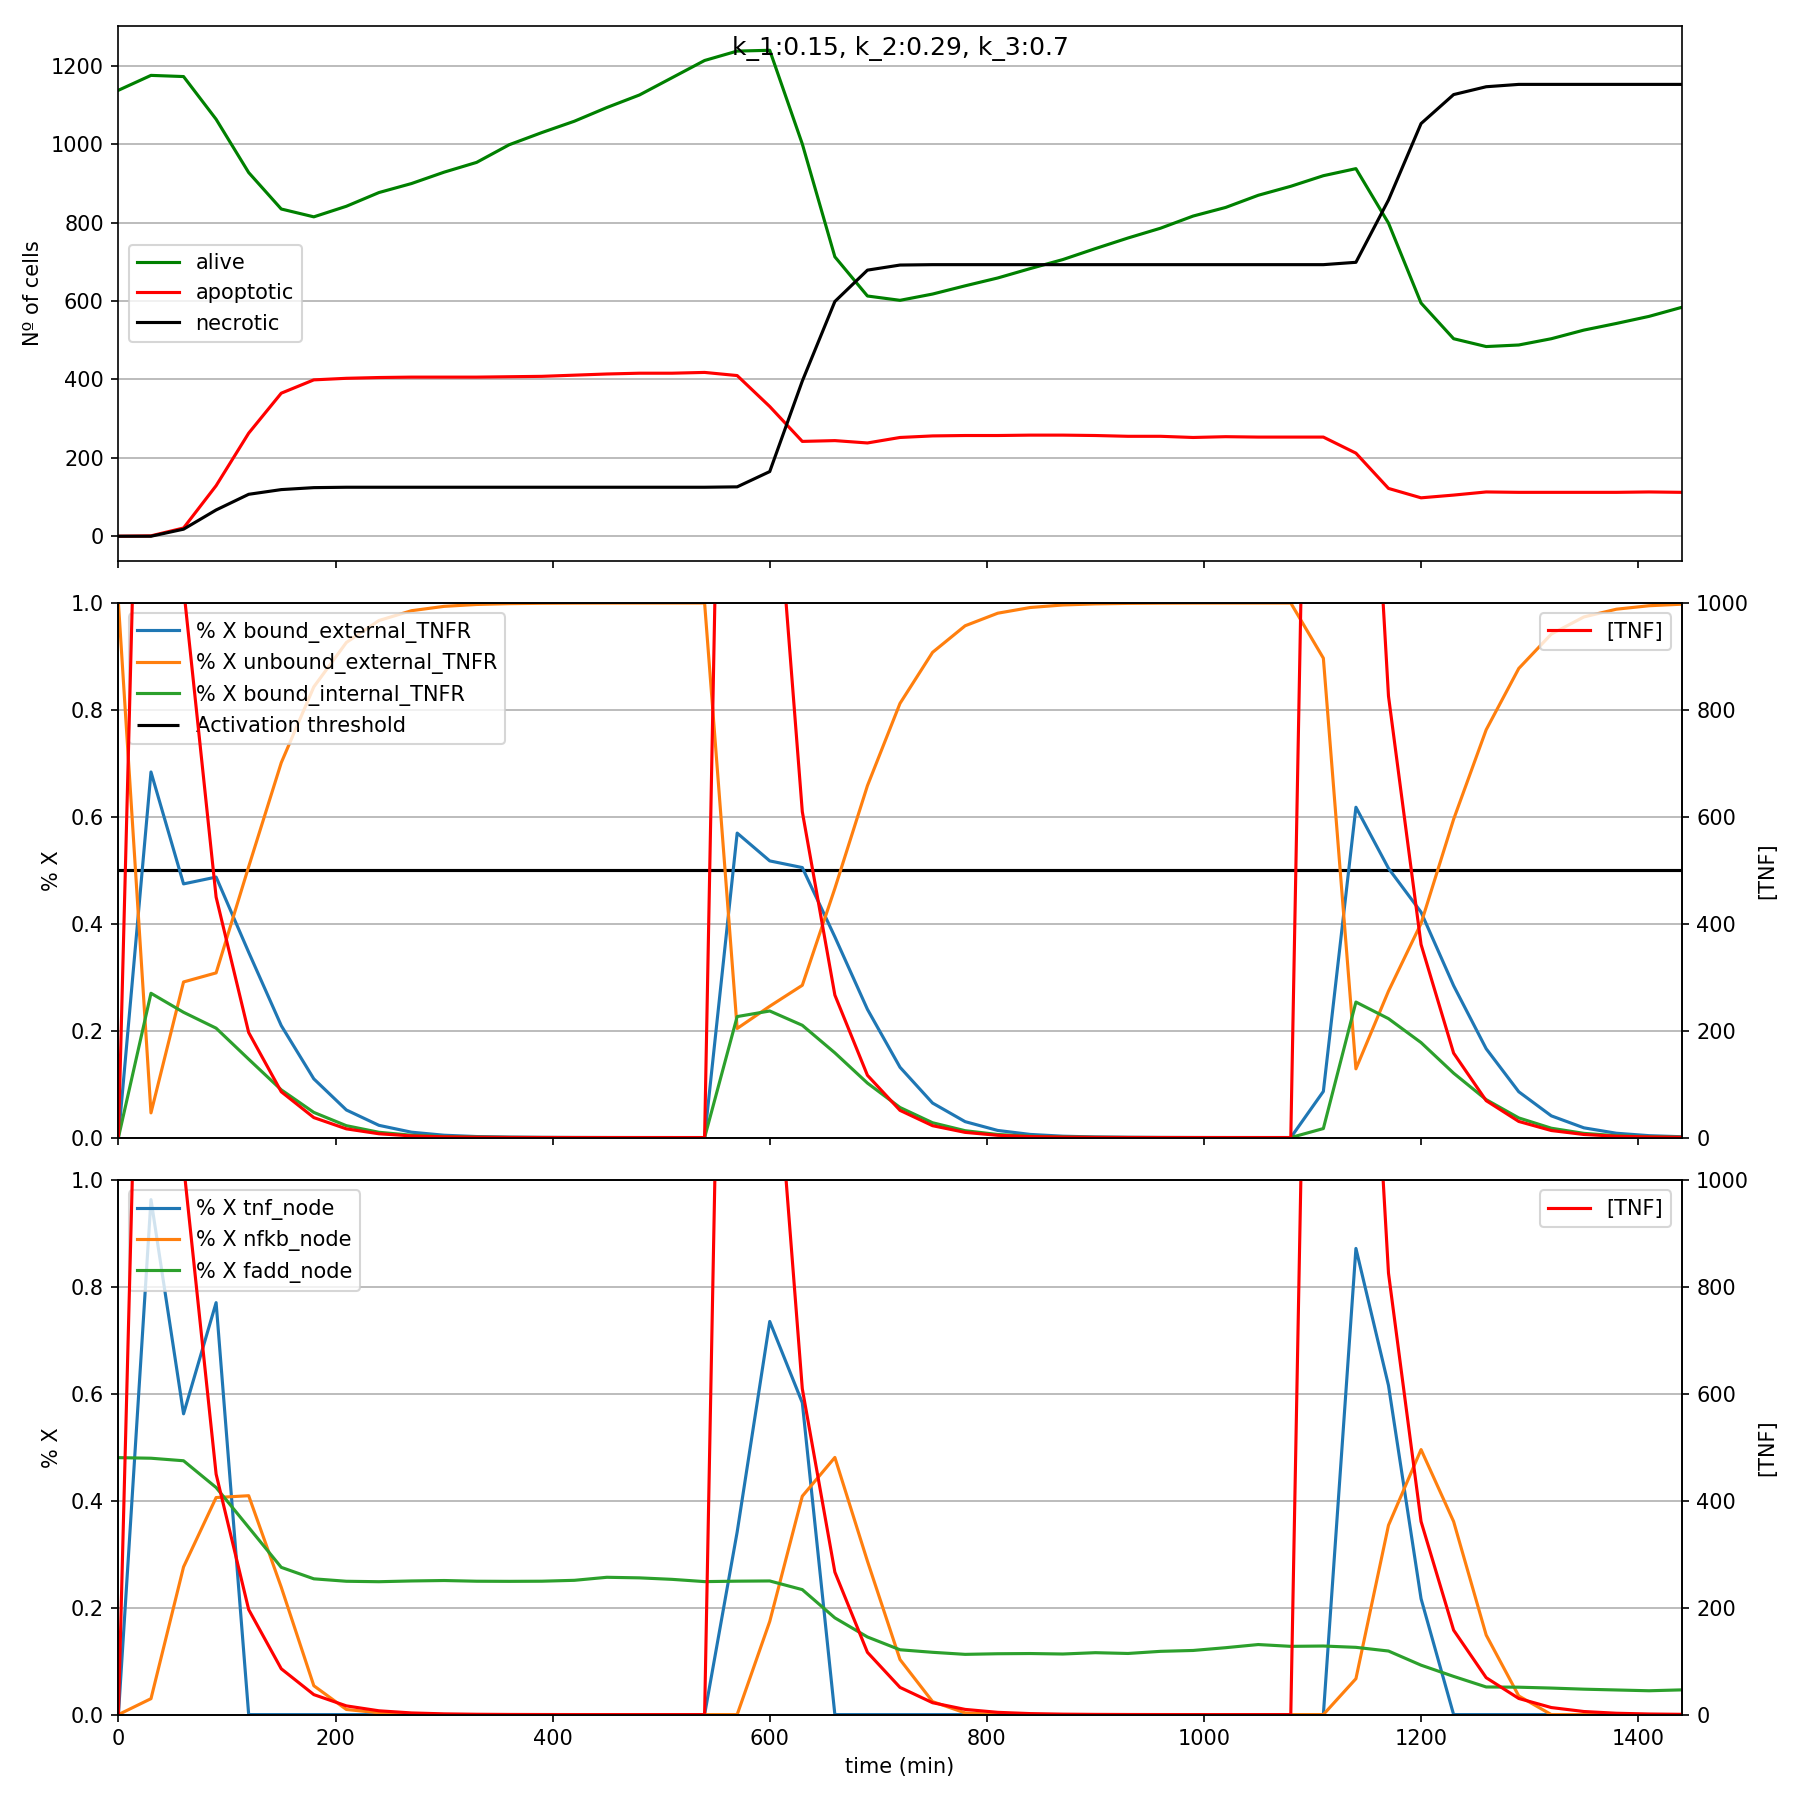 k_1:0.15, k_2:0.29, k_3:0.7
1200
1000
800
600
400
200
0
Nº of cells
alive
apoptotic
necrotic
1.0
0.8
0.6
0.4
0.2
0.0
% X
% X bound_external_TNFR
% X unbound_external_TNFR
% X bound_internal_TNFR
Activation threshold
[TNF]
1000
800
600
400
200
0
[TNF]
1.0
0.8
0.6
0.4
0.2
0.0
% X
% X tnf_node
% X nfkb_node
% X fadd_node
[TNF]
1000
800
600
400
200
0
[TNF]
0 200 400 600 800 1000 1200 1400
time (min)